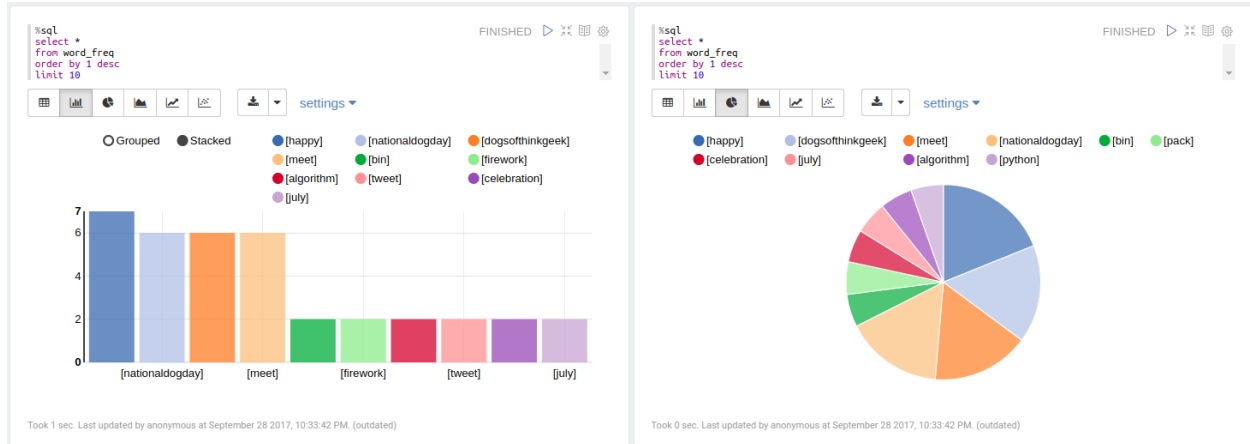 %sql
select *
from word_freq
order by 1 desc
limit 10
FINISHED
settings
Grouped Stacked [happy] [nationaldogday] [dogsofthinkgeek]
[meet] [bin] [firework]
[algorithm] [tweet] [celebration]
[july]
7
6
4
2
0
[nationaldogday] [meet] [firework] [tweet] [july]
Took 1 sec. Last updated by anonymous at September 28 2017, 10:33:42 PM. (outdated)
%sql
select *
from word_freq
order by 1 desc
limit 10
FINISHED
settings
[happy] [dogsofthinkgeek] [meet] [nationaldogday] [bin] [pack]
[celebration] [july] [algorithm] [python]
Took 0 sec. Last updated by anonymous at September 28 2017, 10:33:42 PM. (outdated)